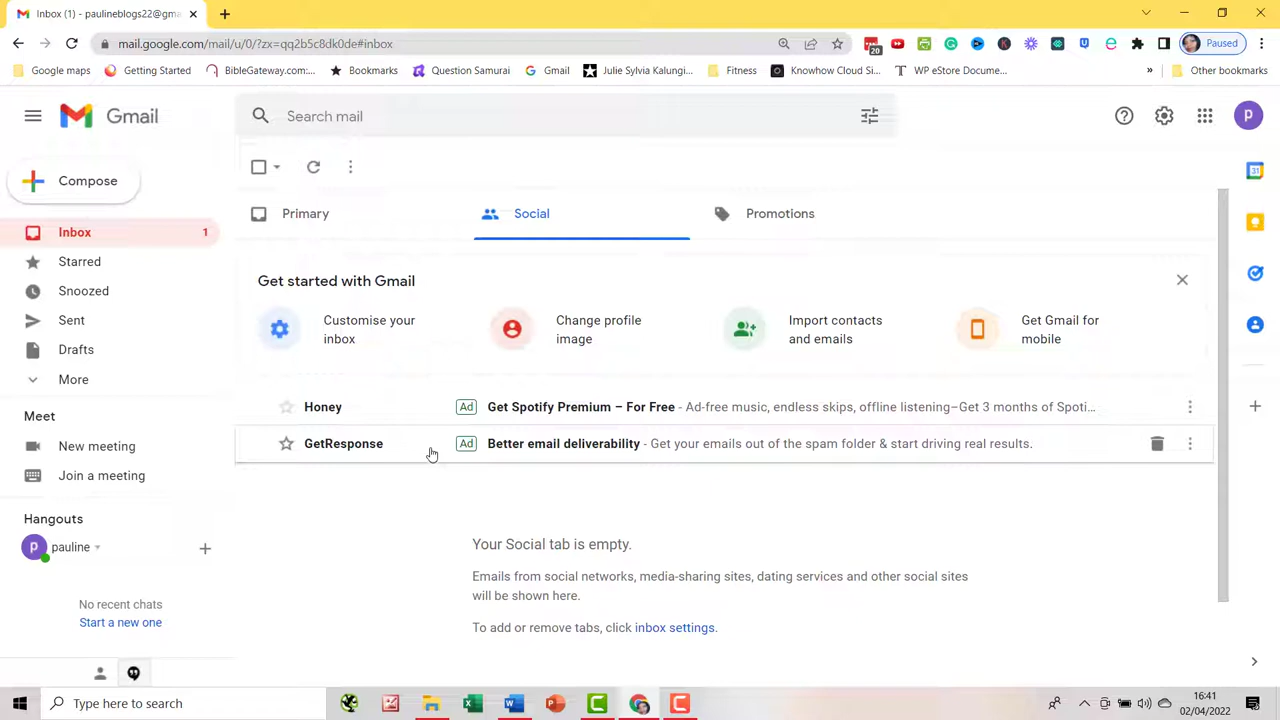 Inbox (1) - paulineblogs22@gma
mail.google.com/mail/u/0/?zx=qq2b5c8dk0de#inbox
20
Paused
Google maps
Getting Started
BibleGateway.com:...
Bookmarks
Question Samurai
Gmail
Julie Sylvia Kalungi...
Fitness
Knowhow Cloud Si...
WP eStore Docume...
»
Other bookmarks
Gmail
Search mail
p
Compose
Inbox 1
Starred
Snoozed
Sent
Drafts
More
Meet
New meeting
Join a meeting
Hangouts
p pauline
No recent chats
Start a new one
31
Primary
Social
Promotions
Get started with Gmail
Customise your
inbox
Change profile
image
Import contacts
and emails
Get Gmail for
mobile
Honey Ad Get Spotify Premium – For Free - Ad-free music, endless skips, offline listening–Get 3 months of Spoti...
GetResponse Ad Better email deliverability - Get your emails out of the spam folder & start driving real results.
Your Social tab is empty.
Emails from social networks, media-sharing sites, dating services and other social sites
will be shown here.
To add or remove tabs, click inbox settings.
Type here to search
16:41
02/04/2022